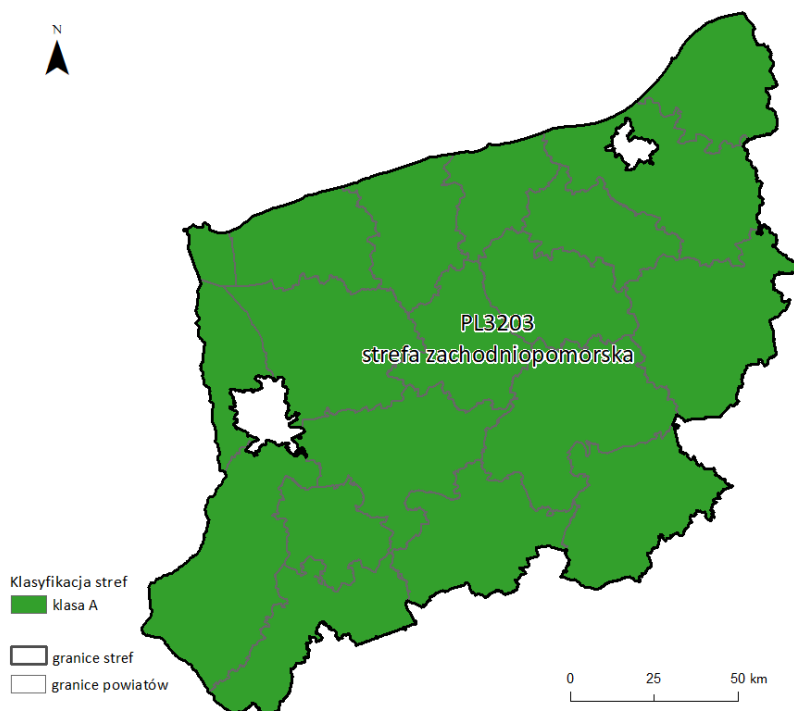 N
PL3203
strefa zachodniopomorska
Klasyfikacja stref
klasa A
granice stref
granice powiatów
0 25 50 km